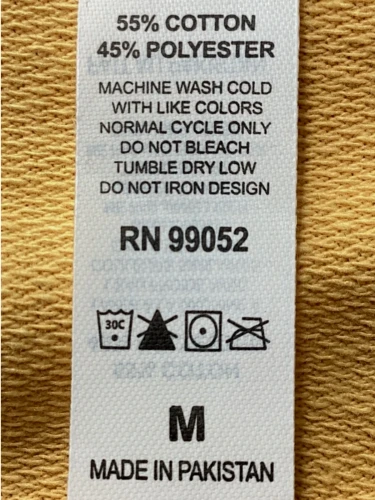 55% COTTON
45% POLYESTER
MACHINE WASH COLD
WITH LIKE COLORS
NORMAL CYCLE ONLY
DO NOT BLEACH
TUMBLE DRY LOW
DO NOT IRON DESIGN
RN 99052
30C
M
MADE IN PAKISTAN